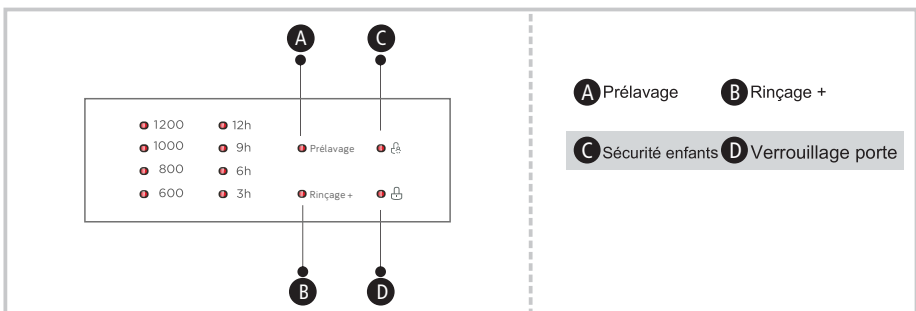 A C
1200 12h
1000 9h Prélavage
800 6h
600 3h Rinçage +
B D
A Prélavage B Rinçage +
C Sécurité enfants D Verrouillage porte